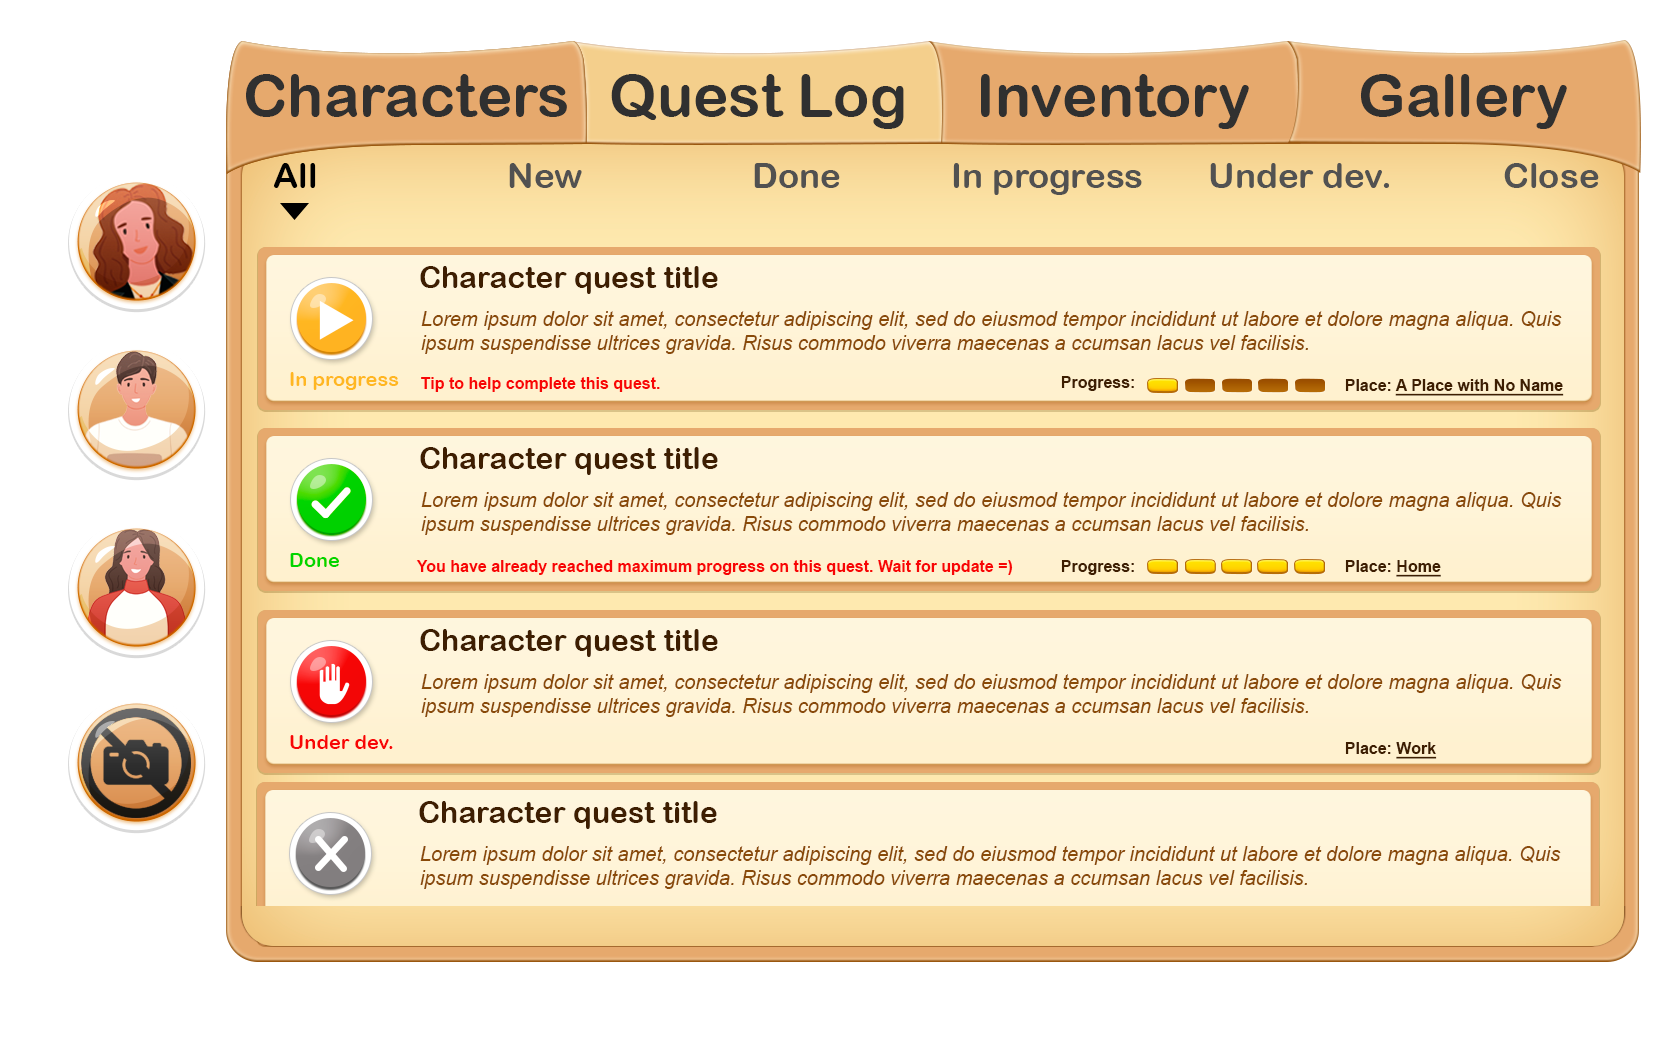 Characters
Quest Log
Inventory
Gallery
All
New
Done
In progress
Under dev.
Close
Character quest title
Lorem ipsum dolor sit amet, consectetur adipiscing elit, sed do eiusmod tempor incididunt ut labore et dolore magna aliqua. Quis
ipsum suspendisse ultrices gravida. Risus commodo viverra maecenas a ccumsan lacus vel facilisis.
In progress
Tip to help complete this quest.
Progress:
Place: A Place with No Name
Character quest title
Lorem ipsum dolor sit amet, consectetur adipiscing elit, sed do eiusmod tempor incididunt ut labore et dolore magna aliqua. Quis
ipsum suspendisse ultrices gravida. Risus commodo viverra maecenas a ccumsan lacus vel facilisis.
Done
You have already reached maximum progress on this quest. Wait for update =)
Progress:
Place: Home
Character quest title
Lorem ipsum dolor sit amet, consectetur adipiscing elit, sed do eiusmod tempor incididunt ut labore et dolore magna aliqua. Quis
ipsum suspendisse ultrices gravida. Risus commodo viverra maecenas a ccumsan lacus vel facilisis.
Under dev.
Place: Work
Character quest title
Lorem ipsum dolor sit amet, consectetur adipiscing elit, sed do eiusmod tempor incididunt ut labore et dolore magna aliqua. Quis
ipsum suspendisse ultrices gravida. Risus commodo viverra maecenas a ccumsan lacus vel facilisis.